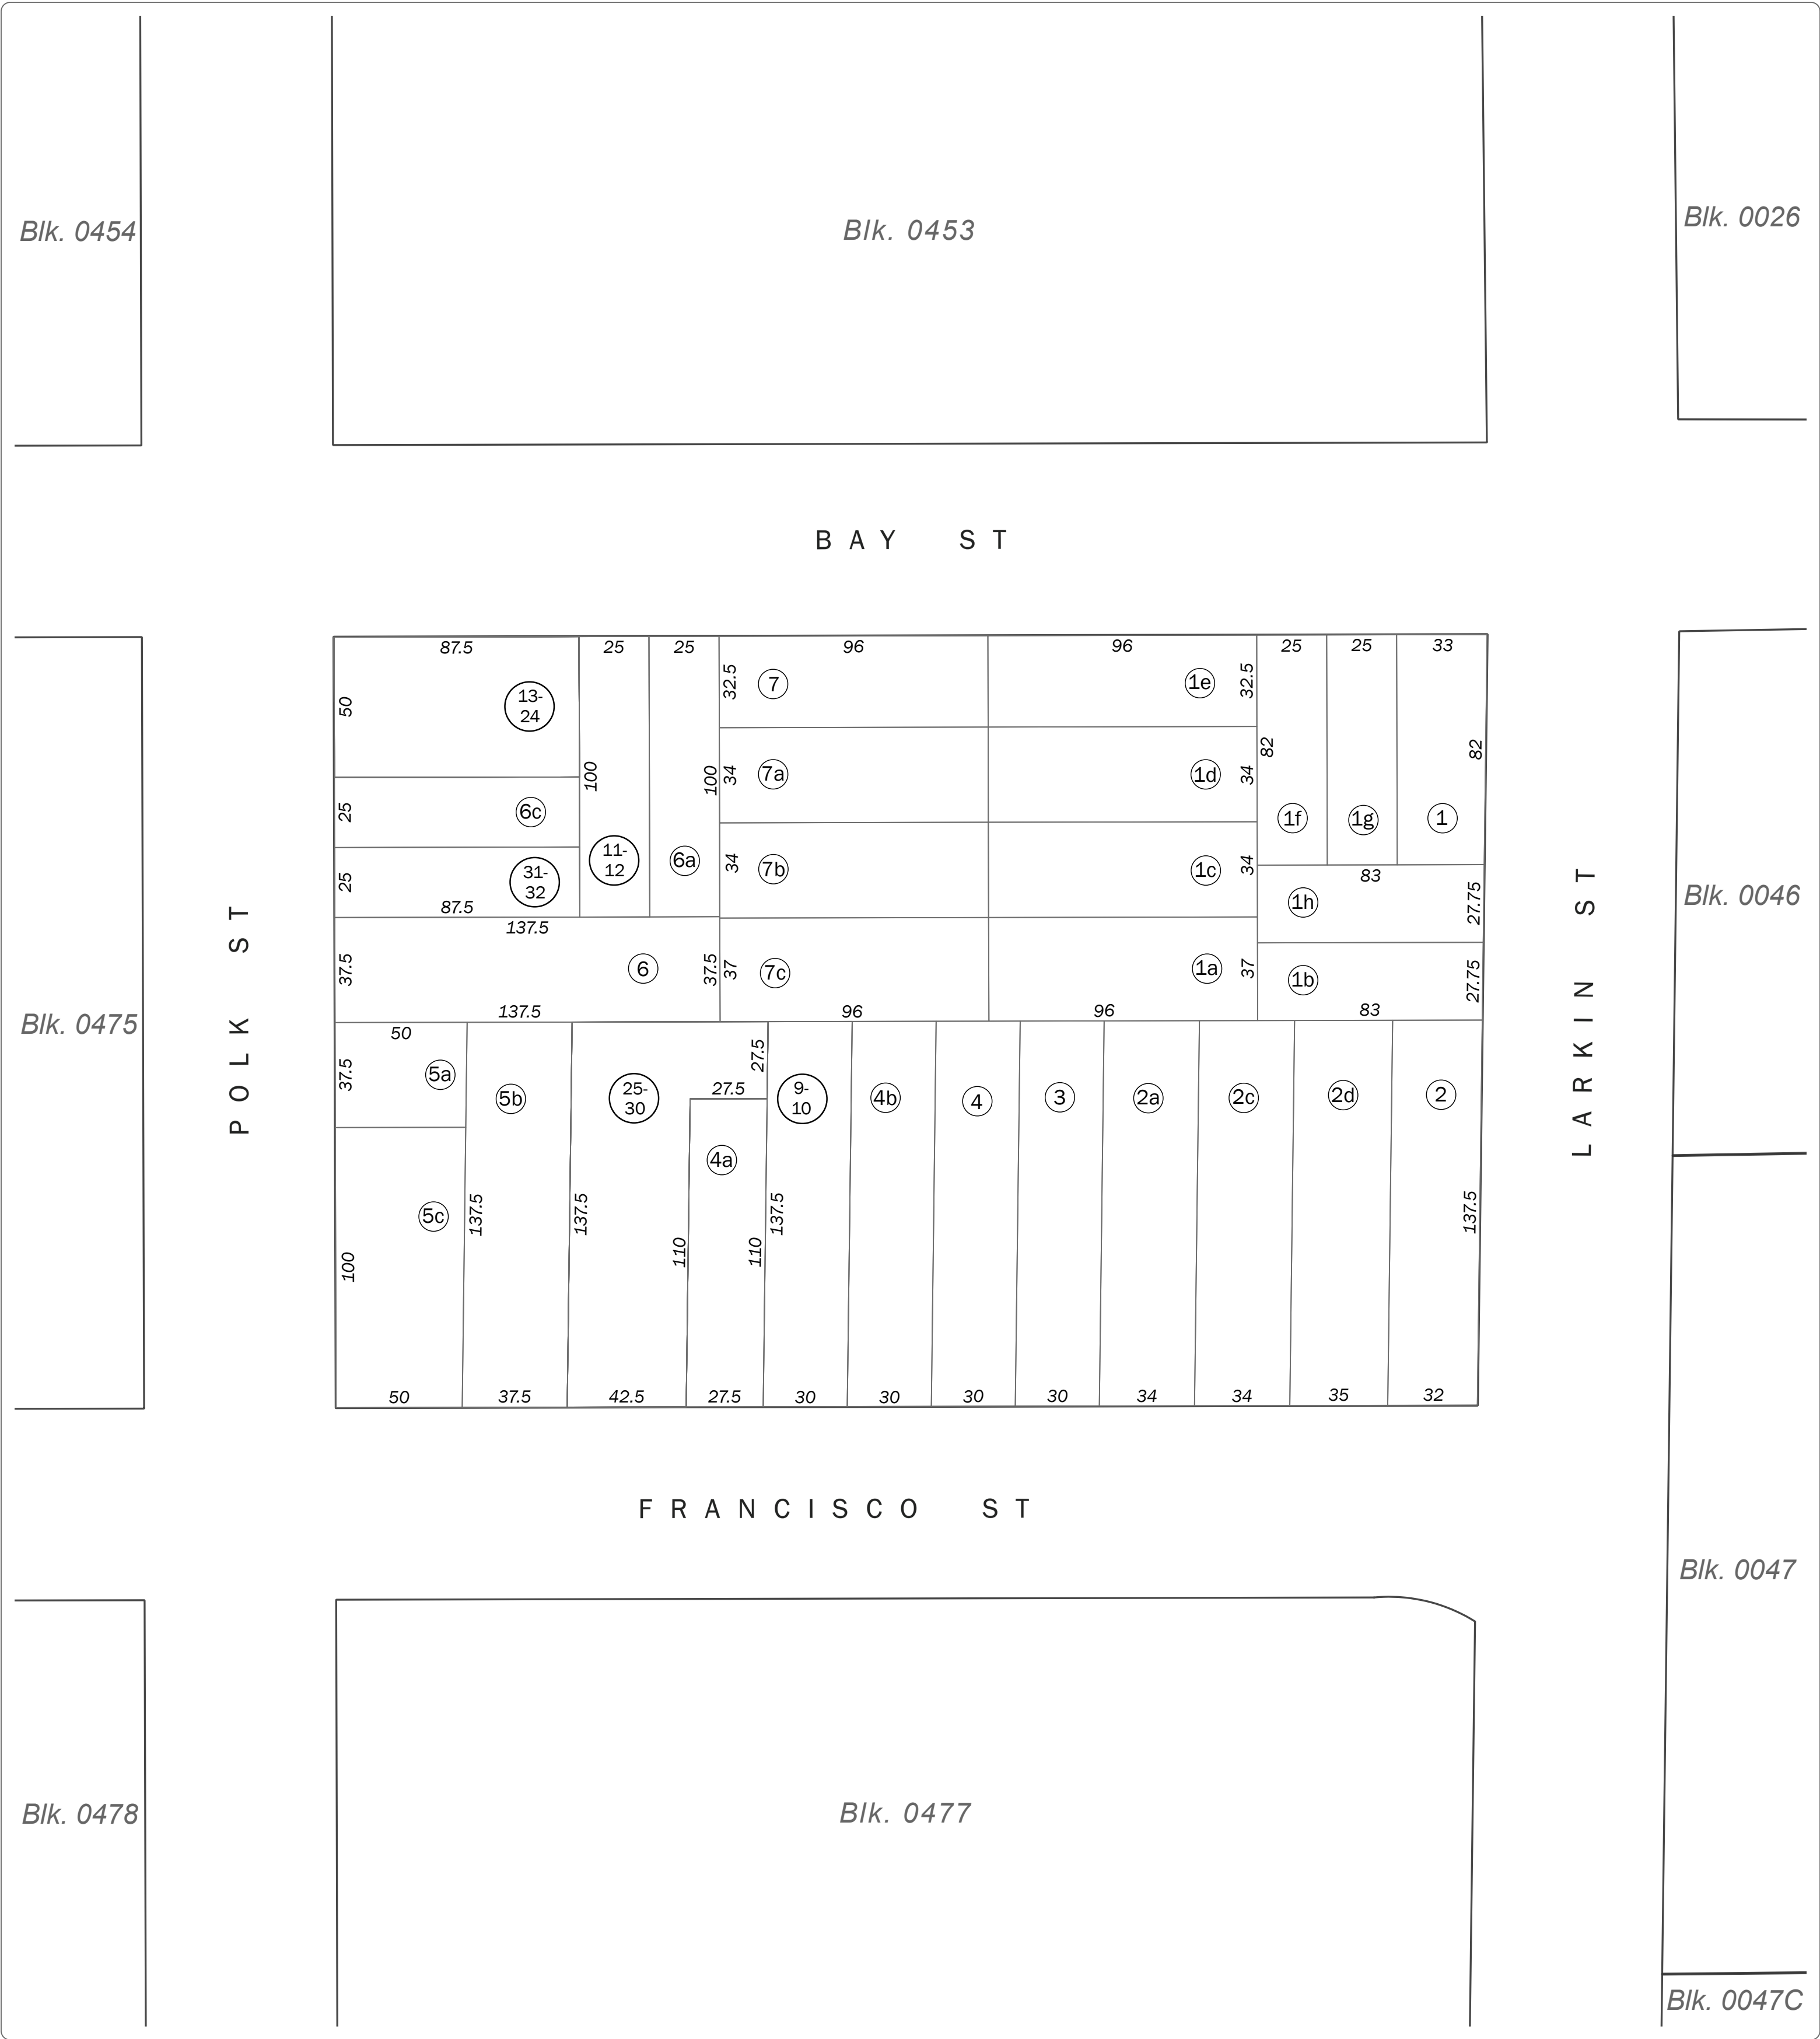 Blk. 0454
Blk. 0453
Blk. 0026
BAY ST
87.5
25
25
96
96
25
25
33
50
13-
24
32.5
7
1e
32.5
82
82
100
100
34
7a
1d
34
25
6c
1f
1g
1
25
31-
32
11-
12
6a
34
7b
1c
34
83
87.5
1h
27.75
137.5
37.5
6
37.5
37
7c
1a
37
1b
27.75
137.5
96
96
83
POLK ST
LARKIN ST
Blk. 0475
Blk. 0046
50
37.5
5a
5b
25-
30
27.5
27.5
9-
10
4b
4
3
2a
2c
2d
2
4a
5c
137.5
137.5
137.5
137.5
100
110
110
50
37.5
42.5
27.5
30
30
30
30
34
34
35
32
FRANCISCO ST
Blk. 0047
Blk. 0478
Blk. 0477
Blk. 0047C